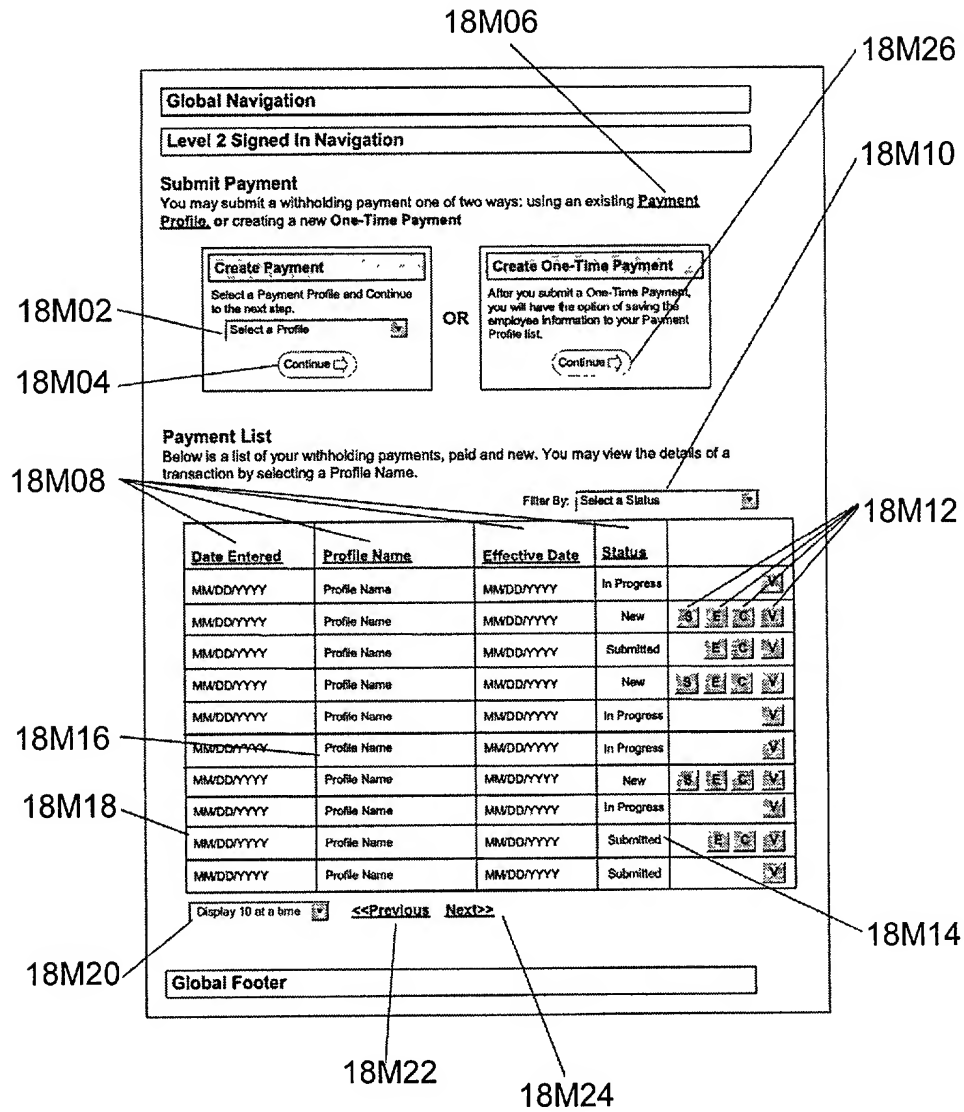 18M06
18M26
Global Navigation
Level 2 Signed In Navigation
18M10
Submit Payment
You may submit a withholding payment one of two ways: using an existing Payment
Profile, or creating a new One-Time Payment
Create Payment
Select a Payment Profile and Continue
to the next step.
Select a Profile
Continue
18M02
18M04
OR
Create One-Time Payment
After you submit a One-Time Payment,
you will have the option of saving the
employee information to your Payment
Profile list.
Continue
Payment List
Below is a list of your withholding payments, paid and new. You may view the details of a
transaction by selecting a Profile Name.
18M08
Filter By: Select a Status
18M12
Date Entered Profile Name Effective Date Status
MM/DD/YYYY Profile Name MM/DD/YYYY In Progress V
MM/DD/YYYY Profile Name MM/DD/YYYY New S E C V
MM/DD/YYYY Profile Name MM/DD/YYYY Submitted E C V
MM/DD/YYYY Profile Name MM/DD/YYYY New S E C V
MM/DD/YYYY Profile Name MM/DD/YYYY In Progress V
18M16
MM/DD/YYYY Profile Name MM/DD/YYYY In Progress V
MM/DD/YYYY Profile Name MM/DD/YYYY New S E C V
18M18
MM/DD/YYYY Profile Name MM/DD/YYYY In Progress V
MM/DD/YYYY Profile Name MM/DD/YYYY Submitted E C V
MM/DD/YYYY Profile Name MM/DD/YYYY Submitted V
Display 10 at a time <<Previous Next>>
18M14
18M20
Global Footer
18M22
18M24